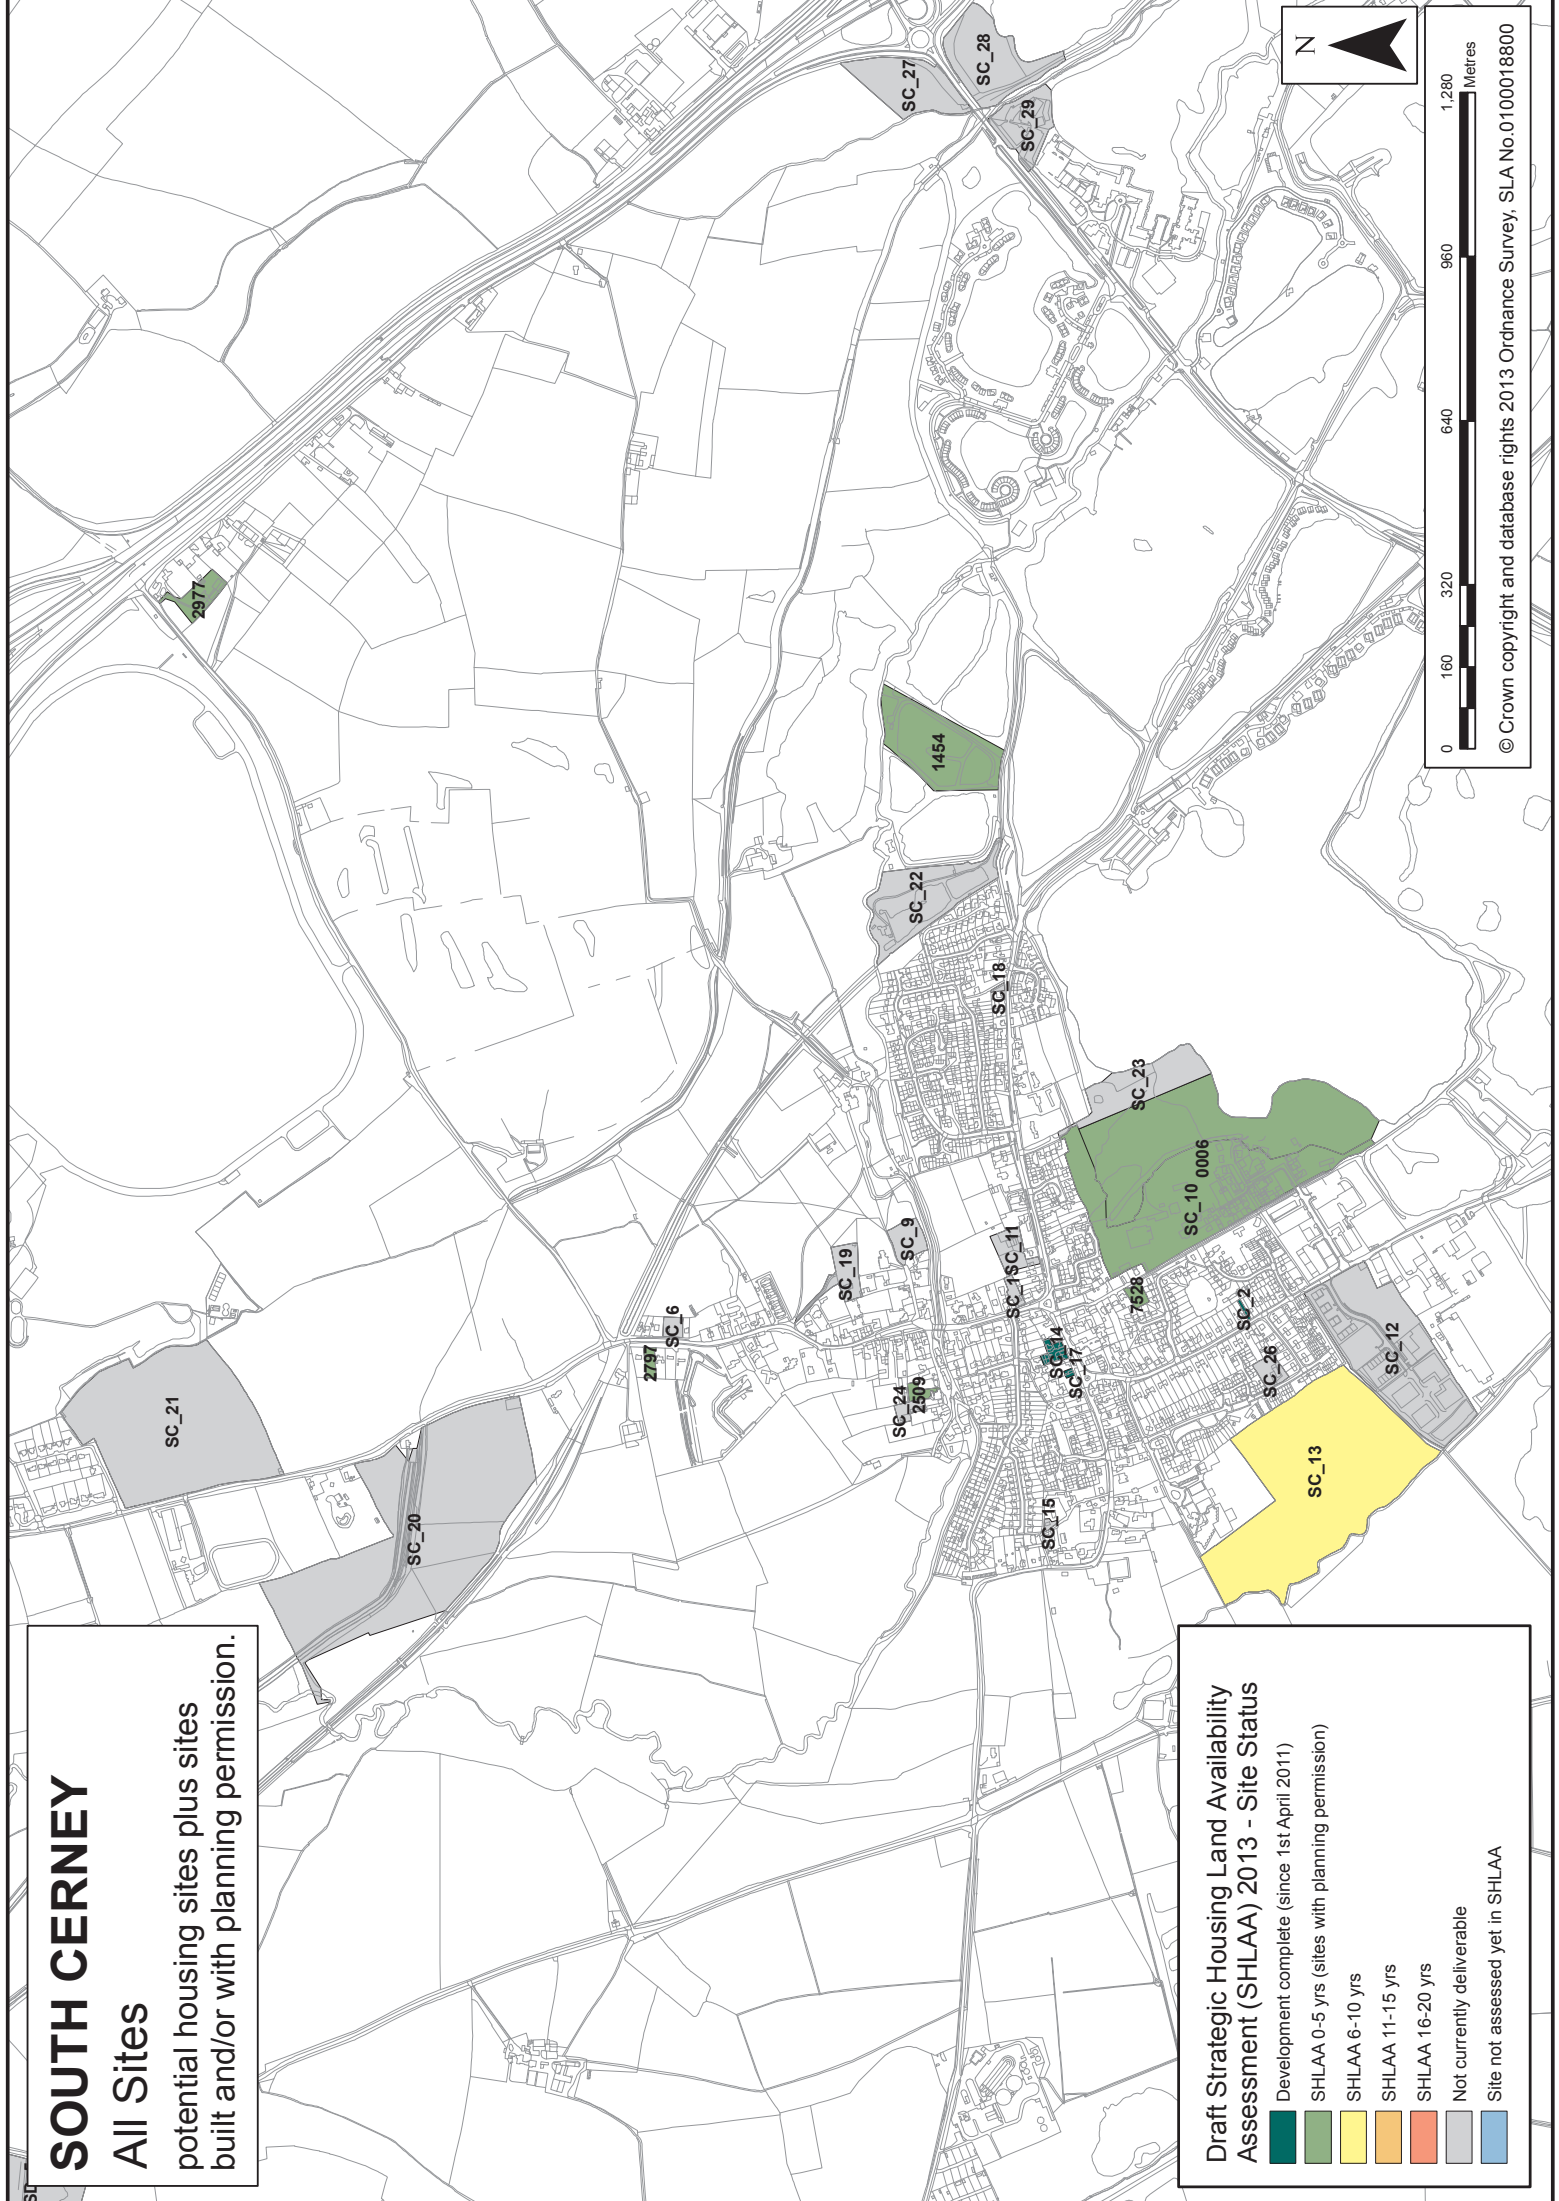 SOUTH CERNEY
All Sites
potential housing sites plus sites
built and/or with planning permission.
SC_21
SC_20
2977
SC_27
SC_28
SC_29
2797
SC_6
SC_19
SC_9
SC_24
2509
SC_22
1454
SC_18
SC_11
SC_1
SC_14
SC_17
SC_15
7528
SC_23
SC_10
0006
SC_2
SC_26
SC_12
SC_13
Draft Strategic Housing Land Availability
Assessment (SHLAA) 2013 - Site Status
Development complete (since 1st April 2011)
SHLAA 0-5 yrs (sites with planning permission)
SHLAA 6-10 yrs
SHLAA 11-15 yrs
SHLAA 16-20 yrs
Not currently deliverable
Site not assessed yet in SHLAA
N
0 160 320 640 960 1,280
Metres
© Crown copyright and database rights 2013 Ordnance Survey, SLA No.0100018800